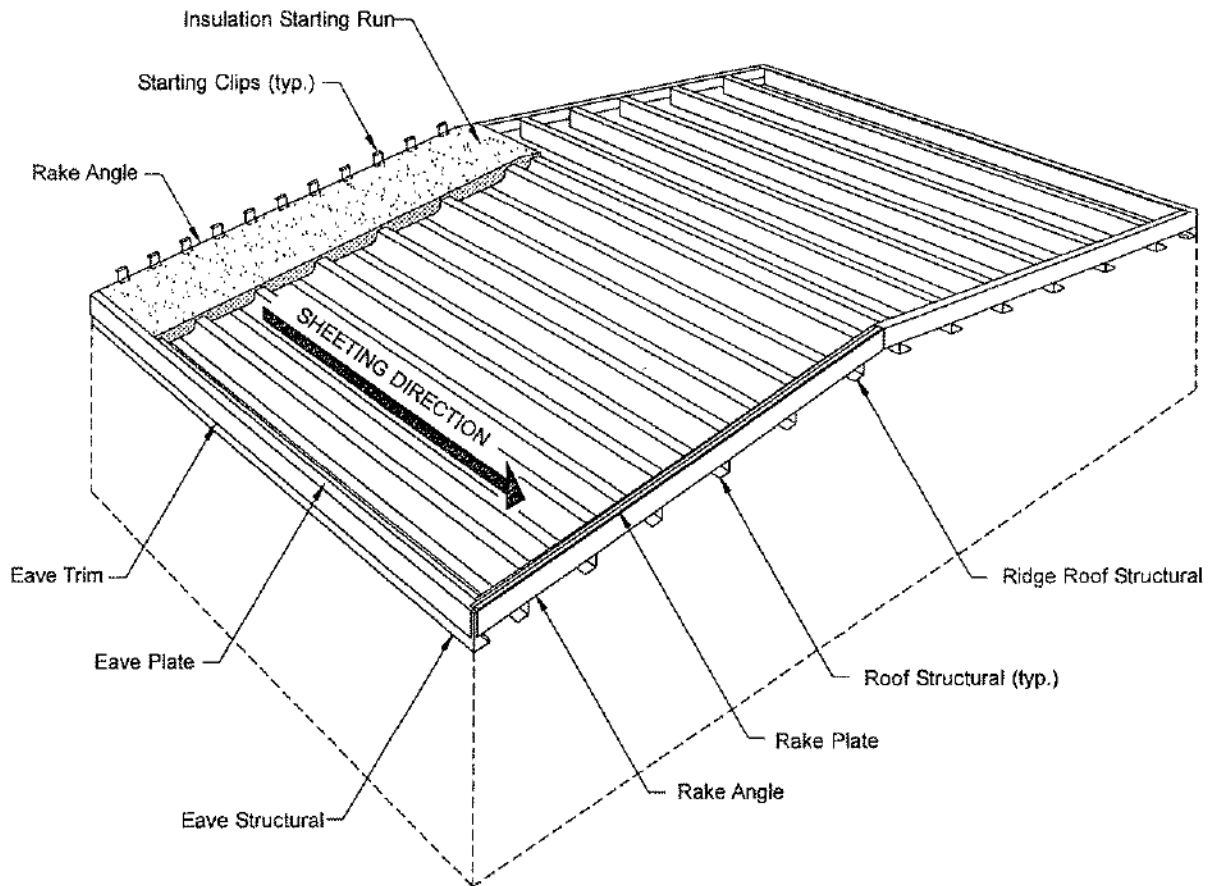 Insulation Starting Run
Starting Clips (typ.)
Rake Angle
SHEETING DIRECTION
Eave Trim
Ridge Roof Structural
Eave Plate
Roof Structural (typ.)
Rake Plate
Rake Angle
Eave Structural